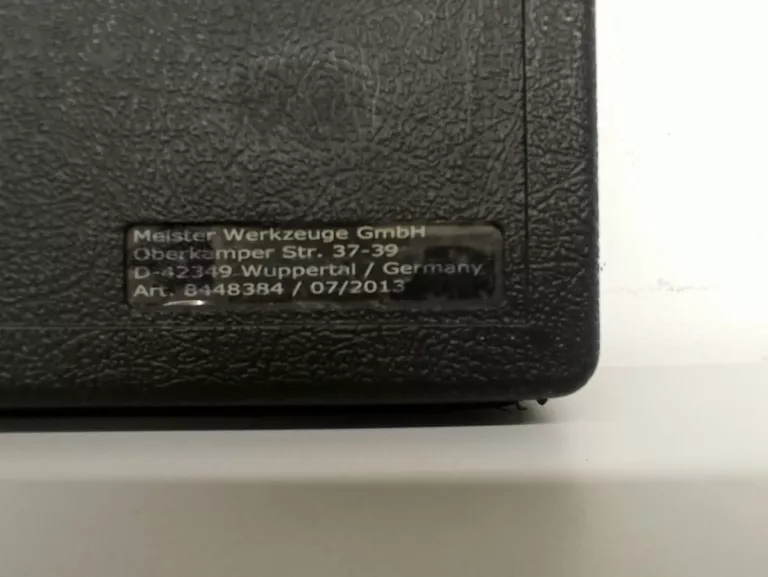 Meister Werkzeuge GmbH
Oberkamper Str. 37-39
D-42349 Wuppertal / Germany
Art. 8448384 / 07/2013